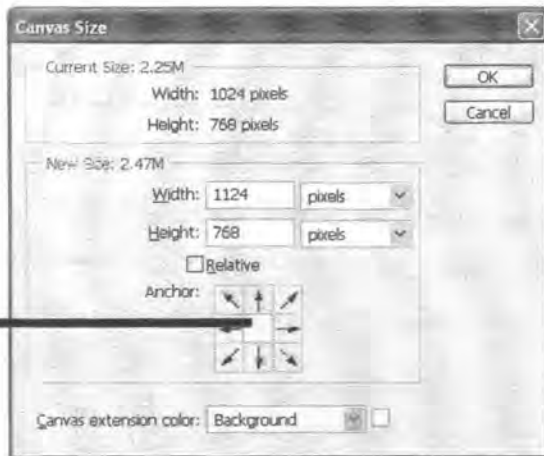 Canvas Size
Current Size: 2.25M
Width: 1024 pixels
Height: 768 pixels
OK
Cancel
New Size: 2.47M
Width: 1124 pixels
Height: 768 pixels
Relative
Anchor:
Canvas extension color: Background